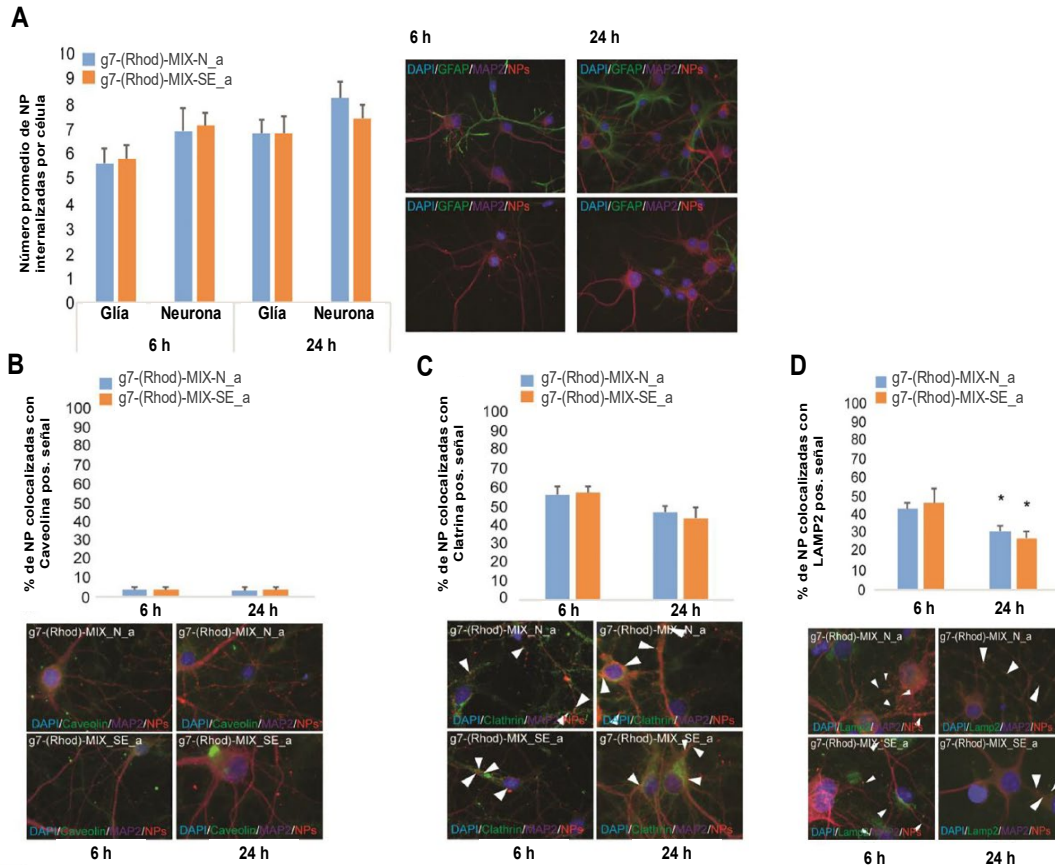 A
g7-(Rhod)-MIX-N_a
g7-(Rhod)-MIX-SE_a
Número promedio de NP
internalizadas por célula
10
9
8
7
6
5
4
3
2
1
0
Glía
Neurona
Glía
Neurona
6 h
24 h
6 h
24 h
DAPI/GFAP/MAP2/NPs
DAPI/GFAP/MAP2/NPs
DAPI/GFAP/MAP2/NPs
DAPI/GFAP/MAP2/NPs
B
g7-(Rhod)-MIX-N_a
g7-(Rhod)-MIX-SE_a
% de NP colocalizadas con
Caveolina pos. señal
100
90
80
70
60
50
40
30
20
10
0
6 h
24 h
g7-(Rhod)-MIX_N_a
g7-(Rhod)-MIX_N_a
DAPI/Caveolin/MAP2/NPs
DAPI/Caveolin/MAP2/NPs
g7-(Rhod)-MIX_SE_a
g7-(Rhod)-MIX_SE_a
DAPI/Caveolin/MAP2/NPs
DAPI/Caveolin/MAP2/NPs
6 h
24 h
C
g7-(Rhod)-MIX-N_a
g7-(Rhod)-MIX-SE_a
% de NP colocalizadas con
Clatrina pos. señal
100
90
80
70
60
50
40
30
20
10
0
6 h
24 h
g7-(Rhod)-MIX_N_a
g7-(Rhod)-MIX_N_a
DAPI/Clathrin/MAP2/NPs
DAPI/Clathrin/MAP2/NPs
g7-(Rhod)-MIX_SE_a
g7-(Rhod)-MIX_SE_a
DAPI/Clathrin/MAP2/NPs
DAPI/Clathrin/MAP2/NPs
6 h
24 h
D
g7-(Rhod)-MIX-N_a
g7-(Rhod)-MIX-SE_a
% de NP colocalizadas con
LAMP2 pos. señal
100
90
80
70
60
50
40
30
20
10
0
* *
6 h
24 h
g7-(Rhod)-MIX_N_a
g7-(Rhod)-MIX_N_a
DAPI/Lamp2/MAP2/NPs
DAPI/Lamp2/MAP2/NPs
g7-(Rhod)-MIX_SE_a
g7-(Rhod)-MIX_SE_a
DAPI/Lamp2/MAP2/NPs
DAPI/Lamp2/MAP2/NPs
6 h
24 h